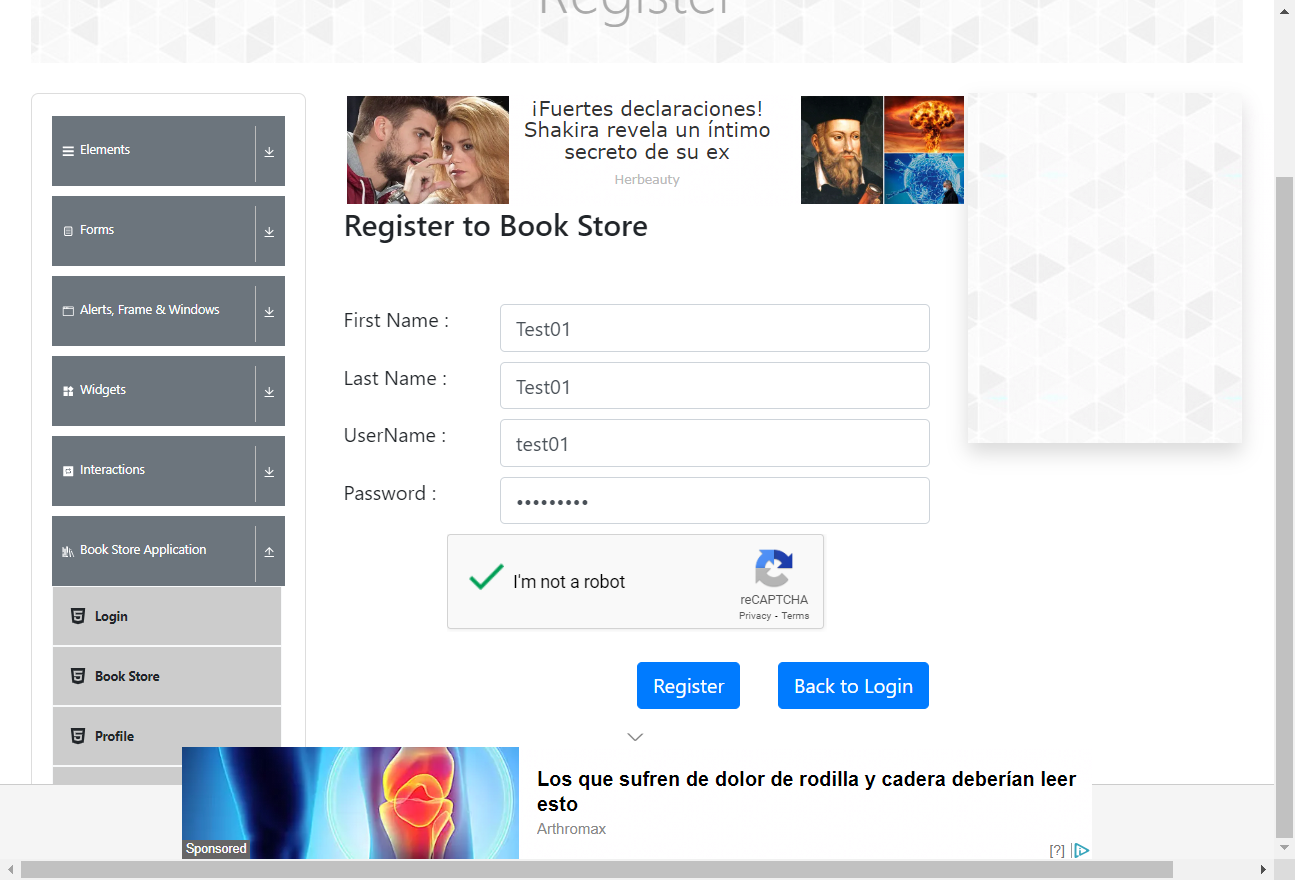 Register
Elements
Forms
Alerts, Frame & Windows
Widgets
Interactions
Book Store Application
Login
Book Store
Profile
¡Fuertes declaraciones!
Shakira revela un íntimo
secreto de su ex
Herbeauty
Register to Book Store
First Name :
Test01
Last Name :
Test01
UserName :
test01
Password :
•••••••••
I'm not a robot
reCAPTCHA
Privacy - Terms
Register
Back to Login
Los que sufren de dolor de rodilla y cadera deberían leer
esto
Arthromax
Sponsored
[?]